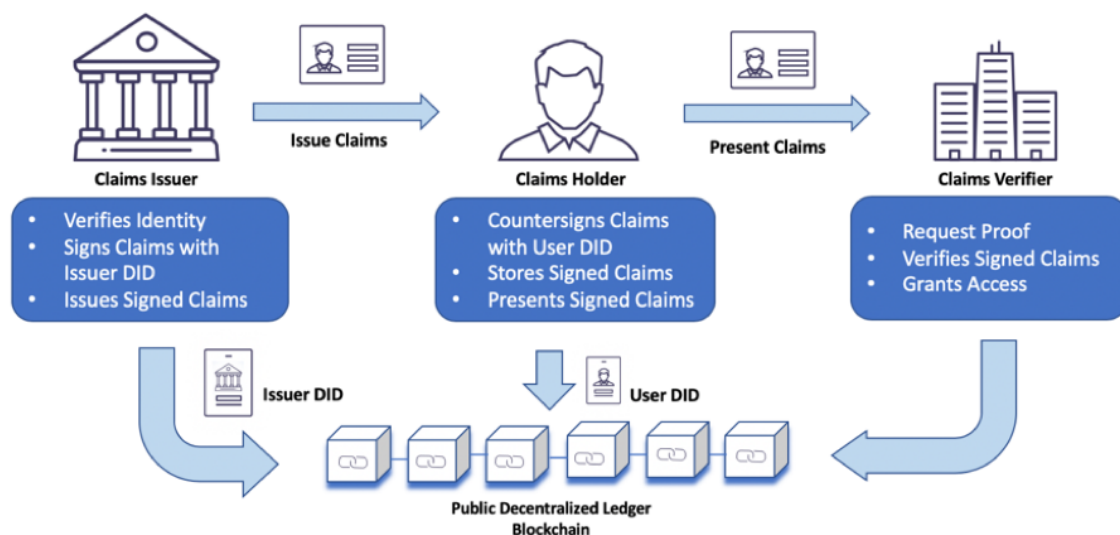 Issue Claims
Present Claims
Claims Issuer
Claims Holder
Claims Verifier
• Verifies Identity
• Signs Claims with
Issuer DID
• Issues Signed Claims
• Countersigns Claims
with User DID
• Stores Signed Claims
• Presents Signed Claims
• Request Proof
• Verifies Signed Claims
• Grants Access
Issuer DID
User DID
Public Decentralized Ledger
Blockchain